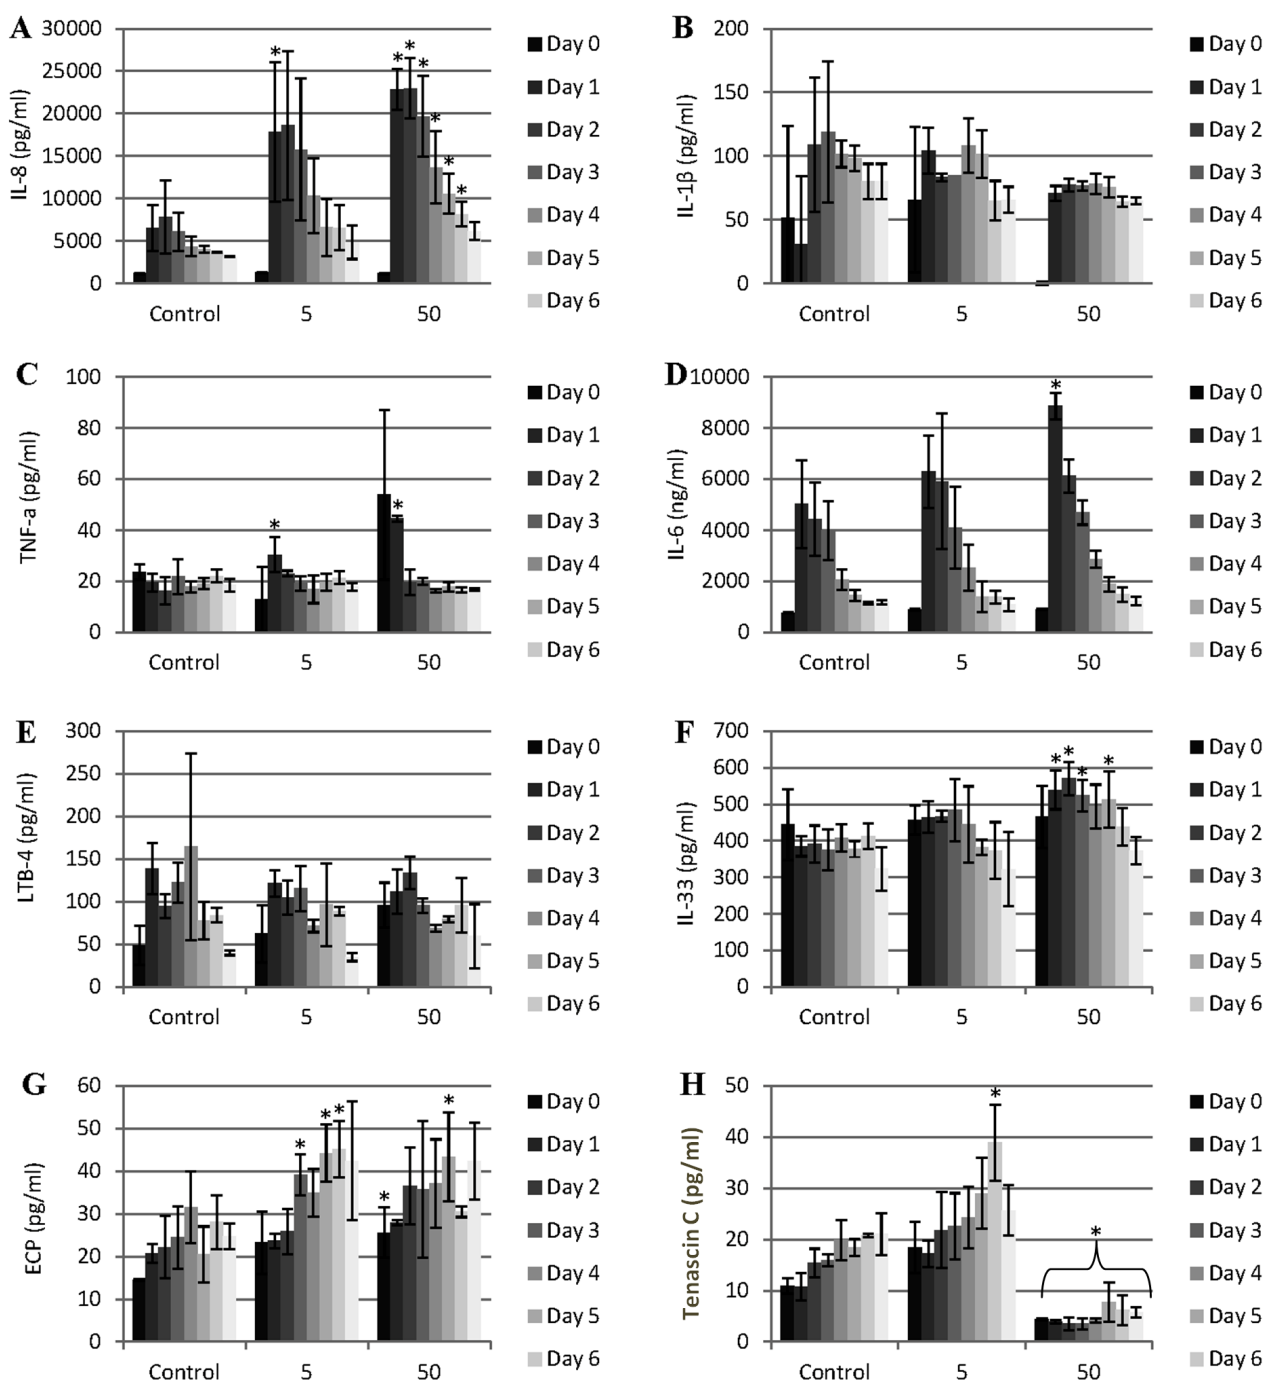 A
IL-8 (pg/ml)
30000
25000
20000
15000
10000
5000
0
* * * * * * *
Control 5 50
Day 0
Day 1
Day 2
Day 3
Day 4
Day 5
Day 6
B
IL-1β (pg/ml)
200
150
100
50
0
Control 5 50
Day 0
Day 1
Day 2
Day 3
Day 4
Day 5
Day 6
C
TNF-a (pg/ml)
100
80
60
40
20
0
* *
Control 5 50
Day 0
Day 1
Day 2
Day 3
Day 4
Day 5
Day 6
D
IL-6 (ng/ml)
10000
8000
6000
4000
2000
0
*
Control 5 50
Day 0
Day 1
Day 2
Day 3
Day 4
Day 5
Day 6
E
LTB-4 (pg/ml)
300
250
200
150
100
50
0
Control 5 50
Day 0
Day 1
Day 2
Day 3
Day 4
Day 5
Day 6
F
IL-33 (pg/ml)
700
600
500
400
300
200
100
0
* * * *
Control 5 50
Day 0
Day 1
Day 2
Day 3
Day 4
Day 5
Day 6
G
ECP (pg/ml)
60
50
40
30
20
10
0
* * * * *
Control 5 50
Day 0
Day 1
Day 2
Day 3
Day 4
Day 5
Day 6
H
Tenascin C (pg/ml)
50
40
30
20
10
0
* *
Control 5 50
Day 0
Day 1
Day 2
Day 3
Day 4
Day 5
Day 6